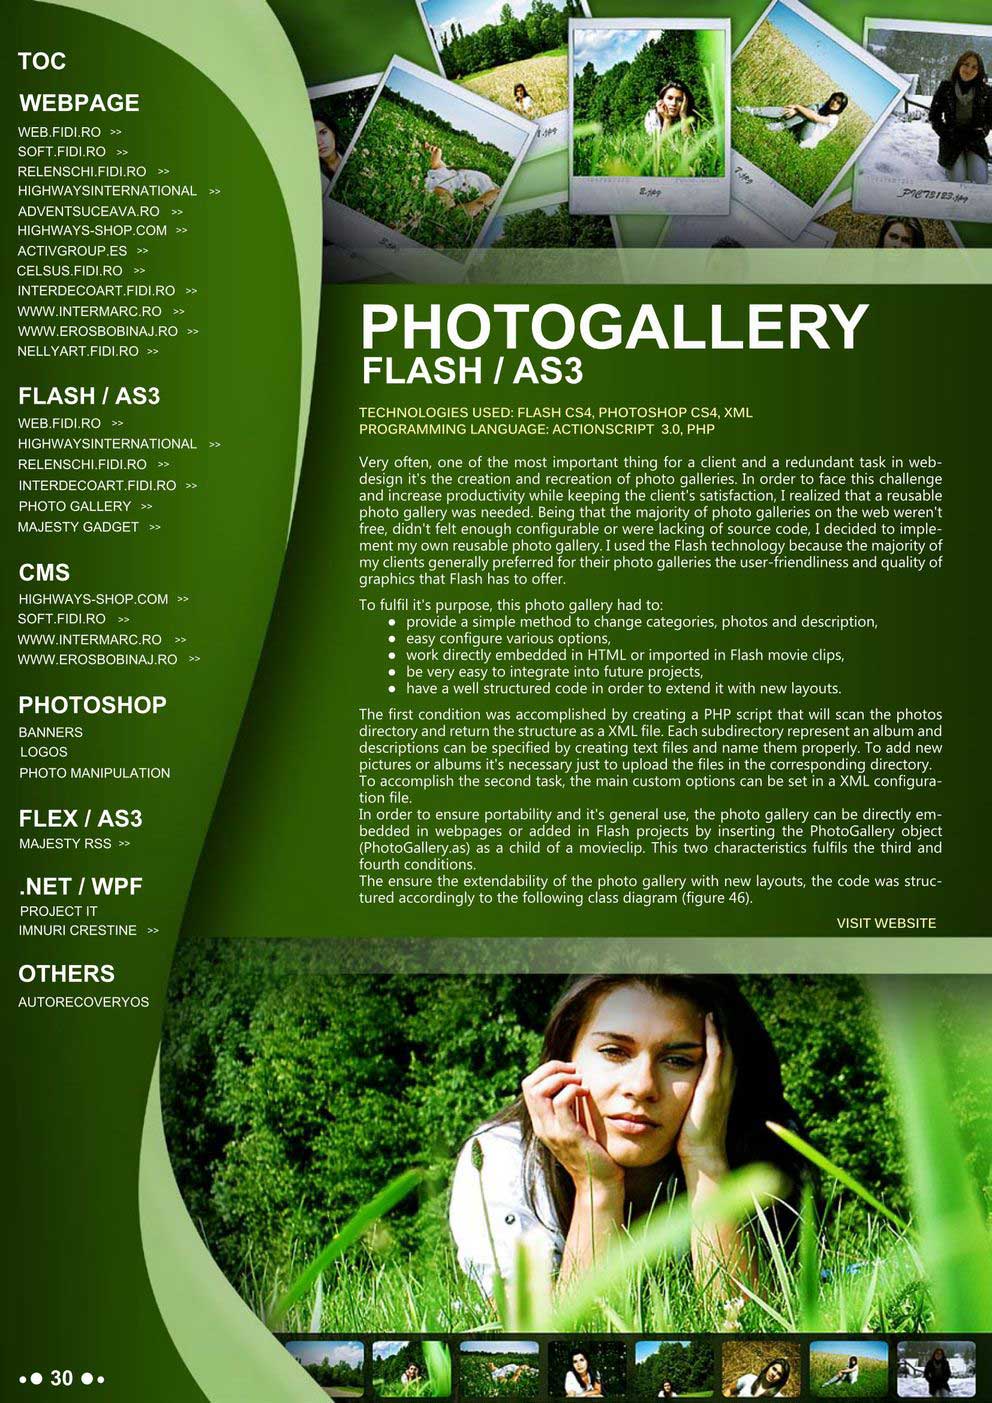 TOC
WEBPAGE
WEB.FIDI.RO >>
SOFT.FIDI.RO >>
RELENSCHI.FIDI.RO >>
HIGHWAYSINTERNATIONAL >>
ADVENTSUCEAVA.RO >>
HIGHWAYS-SHOP.COM >>
ACTIVGROUP.ES >>
CELSUS.FIDI.RO >>
INTERDECOART.FIDI.RO >>
WWW.INTERMARC.RO >>
WWW.EROSBOBINAJ.RO >>
NELLYART.FIDI.RO >>
FLASH / AS3
WEB.FIDI.RO >>
HIGHWAYSINTERNATIONAL >>
RELENSCHI.FIDI.RO >>
INTERDECOART.FIDI.RO >>
PHOTO GALLERY >>
MAJESTY GADGET >>
CMS
HIGHWAYS-SHOP.COM >>
SOFT.FIDI.RO >>
WWW.INTERMARC.RO >>
WWW.EROSBOBINAJ.RO >>
PHOTOSHOP
BANNERS
LOGOS
PHOTO MANIPULATION
FLEX / AS3
MAJESTY RSS >>
.NET / WPF
PROJECT IT
IMNURI CRESTINE >>
OTHERS
AUTORECOVERYOS
30
1.jpg
2.jpg
7.jpg
PICT3123.jpg
PHOTOGALLERY
FLASH / AS3
TECHNOLOGIES USED: FLASH CS4, PHOTOSHOP CS4, XML
PROGRAMMING LANGUAGE: ACTIONSCRIPT 3.0, PHP
Very often, one of the most important thing for a client and a redundant task in web-
design it's the creation and recreation of photo galleries. In order to face this challenge
and increase productivity while keeping the client's satisfaction, I realized that a reusable
photo gallery was needed. Being that the majority of photo galleries on the web weren't
free, didn't felt enough configurable or were lacking of source code, I decided to imple-
ment my own reusable photo gallery. I used the Flash technology because the majority of
my clients generally preferred for their photo galleries the user-friendliness and quality of
graphics that Flash has to offer.
To fulfil it's purpose, this photo gallery had to:
● provide a simple method to change categories, photos and description,
● easy configure various options,
● work directly embedded in HTML or imported in Flash movie clips,
● be very easy to integrate into future projects,
● have a well structured code in order to extend it with new layouts.
The first condition was accomplished by creating a PHP script that will scan the photos
directory and return the structure as a XML file. Each subdirectory represent an album and
descriptions can be specified by creating text files and name them properly. To add new
pictures or albums it's necessary just to upload the files in the corresponding directory.
To accomplish the second task, the main custom options can be set in a XML configura-
tion file.
In order to ensure portability and it's general use, the photo gallery can be directly em-
bedded in webpages or added in Flash projects by inserting the PhotoGallery object
(PhotoGallery.as) as a child of a movieclip. This two characteristics fulfils the third and
fourth conditions.
The ensure the extendability of the photo gallery with new layouts, the code was struc-
tured accordingly to the following class diagram (figure 46).
VISIT WEBSITE